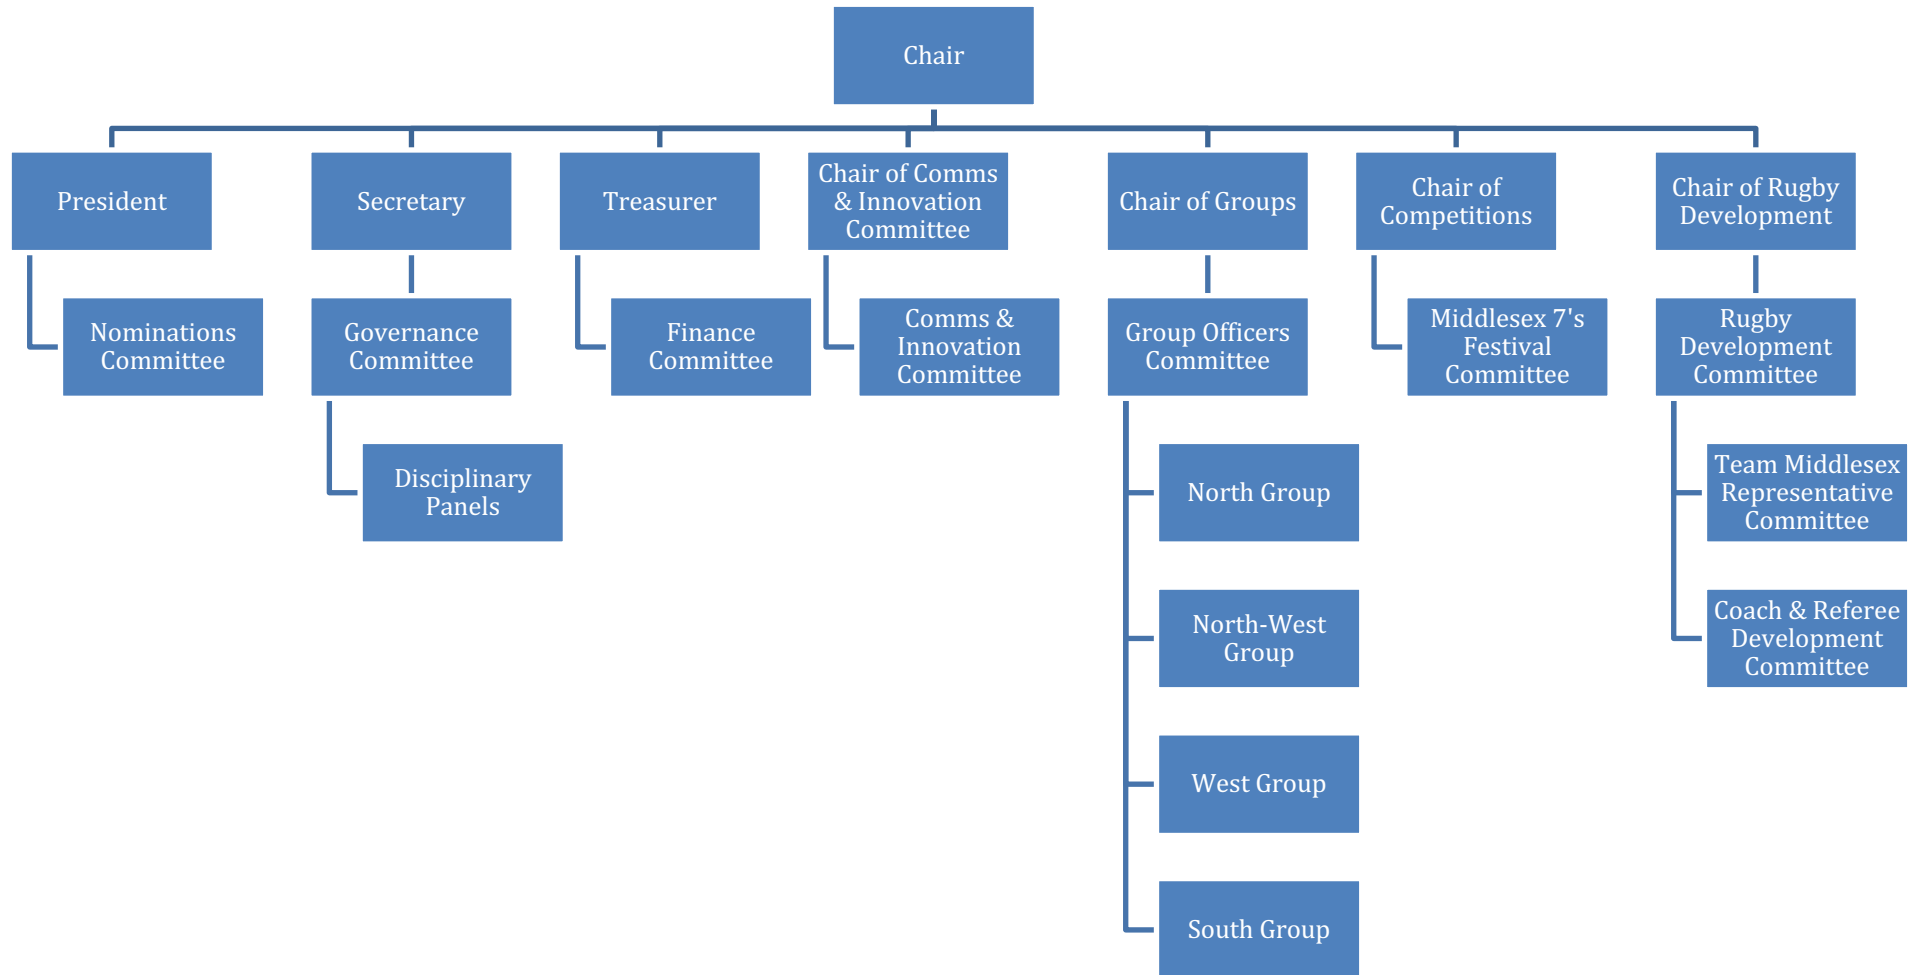 Chair
President
Secretary
Treasurer
Chair of Comms
& Innovation
Committee
Chair of Groups
Chair of
Competitions
Chair of Rugby
Development
Nominations
Committee
Governance
Committee
Finance
Committee
Comms &
Innovation
Committee
Group Officers
Committee
Middlesex 7's
Festival
Committee
Rugby
Development
Committee
Disciplinary
Panels
North Group
Team Middlesex
Representative
Committee
North-West
Group
Coach & Referee
Development
Committee
West Group
South Group